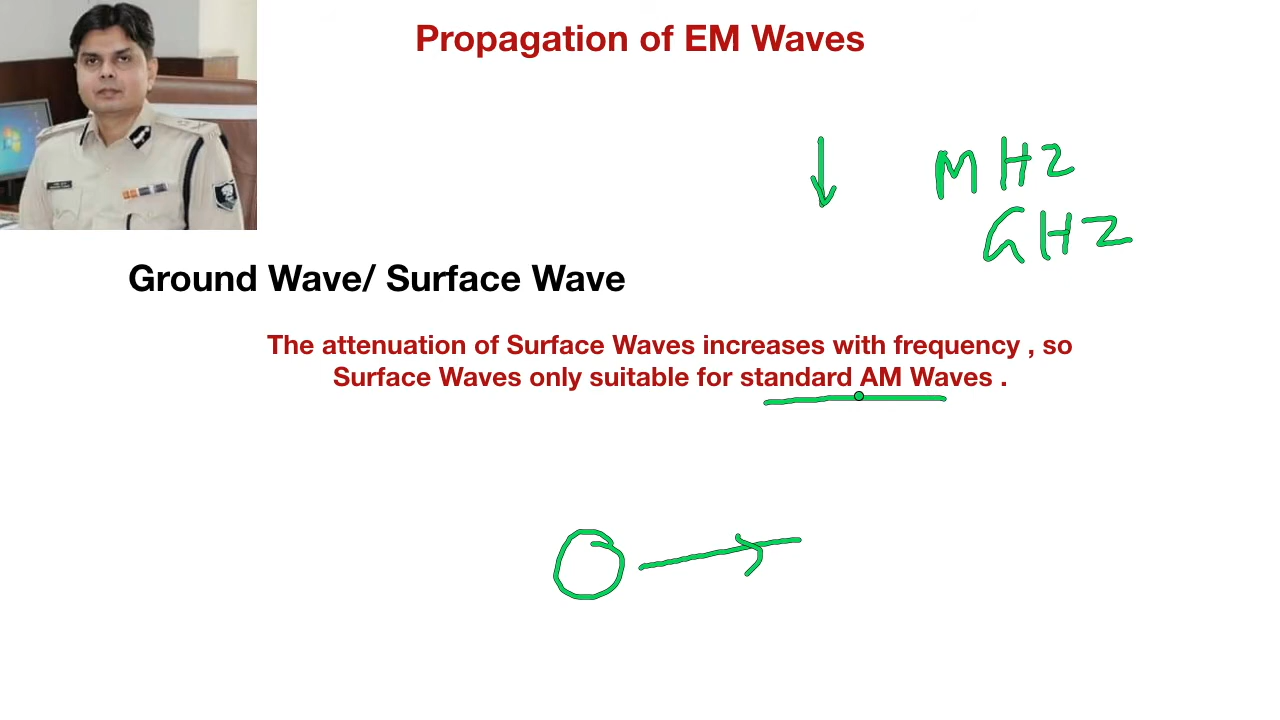 Propagation of EM Waves
MHZ
GHZ
Ground Wave/ Surface Wave
The attenuation of Surface Waves increases with frequency , so
Surface Waves only suitable for standard AM Waves .